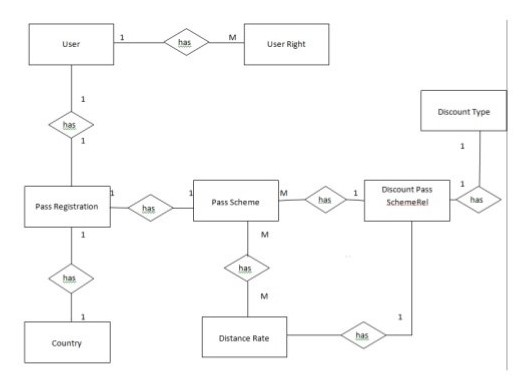 User
1
has
M
User Right
1
has
1
Discount Type
1
Pass Registration
1
has
1
Pass Scheme
M
has
1
Discount Pass
SchemeRel
1
has
1
has
1
M
has
M
Country
Distance Rate
has
1